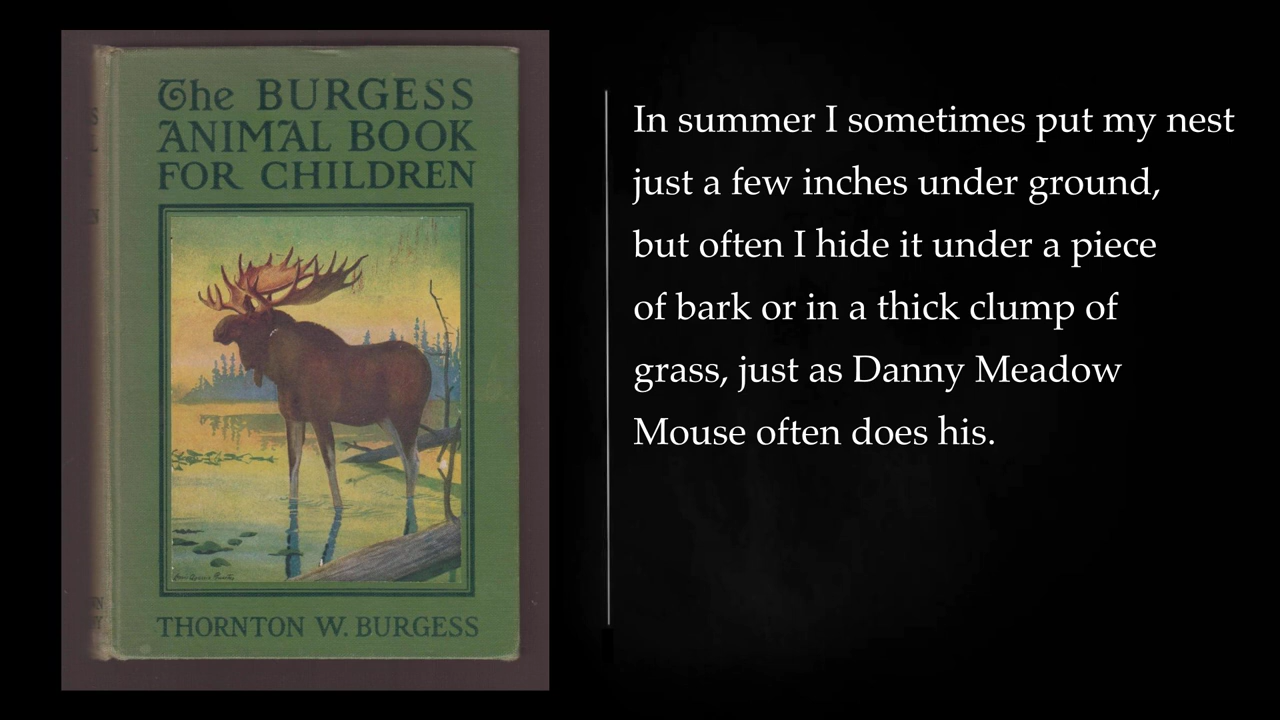 The BURGESS
ANIMAL BOOK
FOR CHILDREN
THORNTON W. BURGESS
In summer I sometimes put my nest
just a few inches under ground,
but often I hide it under a piece
of bark or in a thick clump of
grass, just as Danny Meadow
Mouse often does his.